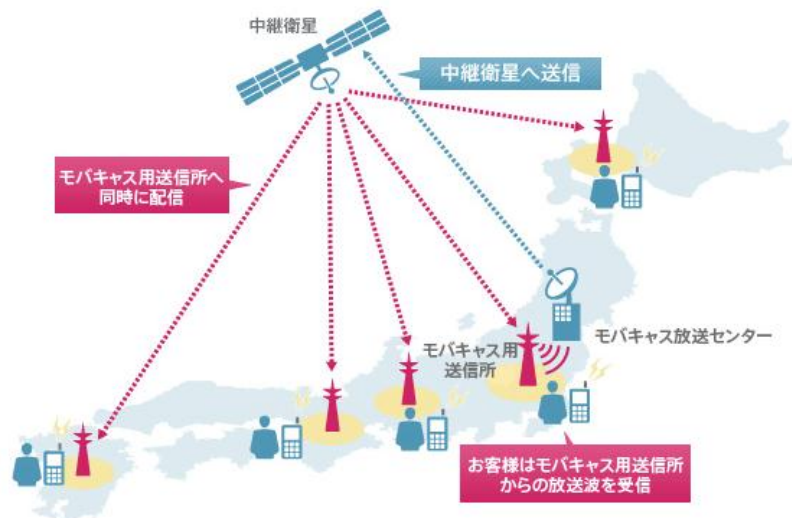 中継衛星
中継衛星へ送信
モバキャス用送信所へ
同時に配信
モバキャス放送センター
モバキャス用
送信所
お客様はモバキャス用送信所
からの放送波を受信